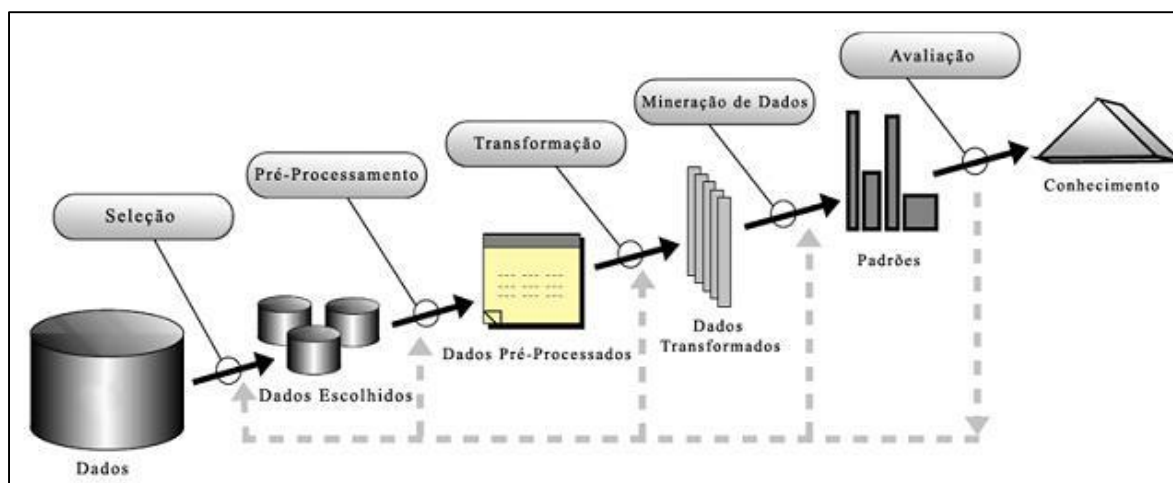 Avaliação
Mineração de Dados
Transformação
Pré-Processamento
Seleção
Conhecimento
Padrões
Dados
Transformados
Dados Pré-Processados
Dados Escolhidos
Dados